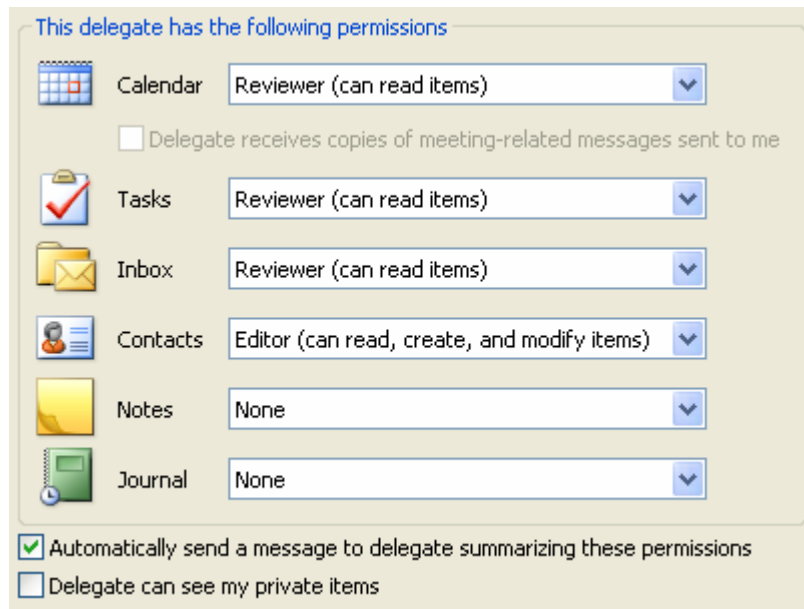 This delegate has the following permissions
Calendar Reviewer (can read items)
Delegate receives copies of meeting-related messages sent to me
Tasks Reviewer (can read items)
Inbox Reviewer (can read items)
Contacts Editor (can read, create, and modify items)
Notes None
Journal None
Automatically send a message to delegate summarizing these permissions
Delegate can see my private items